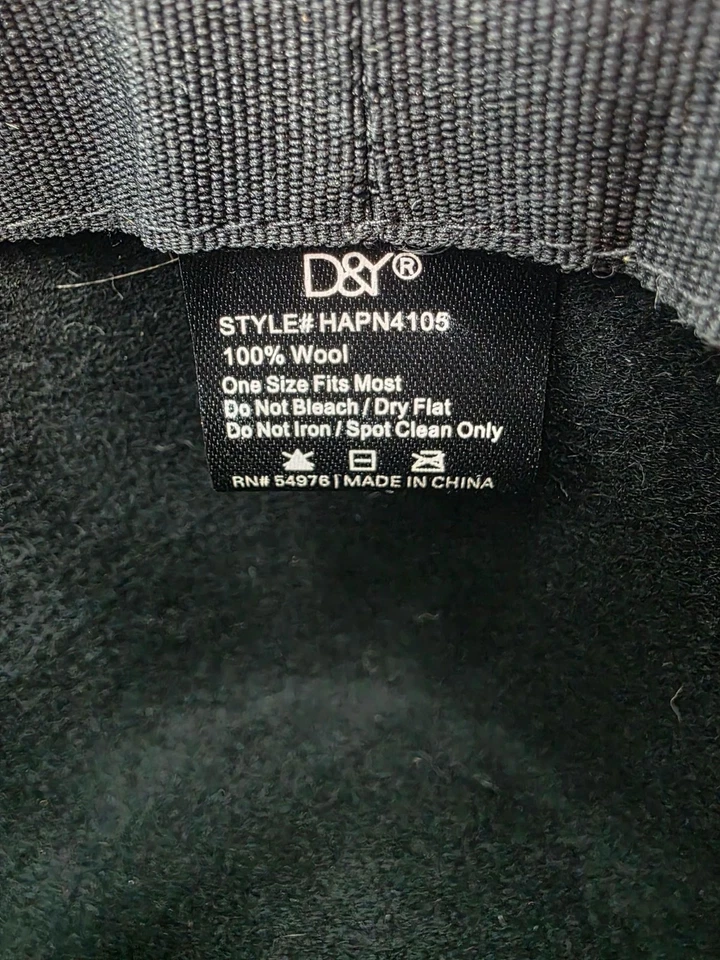 D&Y®
STYLE# HAPN4105
100% Wool
One Size Fits Most
Do Not Bleach / Dry Flat
Do Not Iron / Spot Clean Only
RN# 54976 | MADE IN CHINA